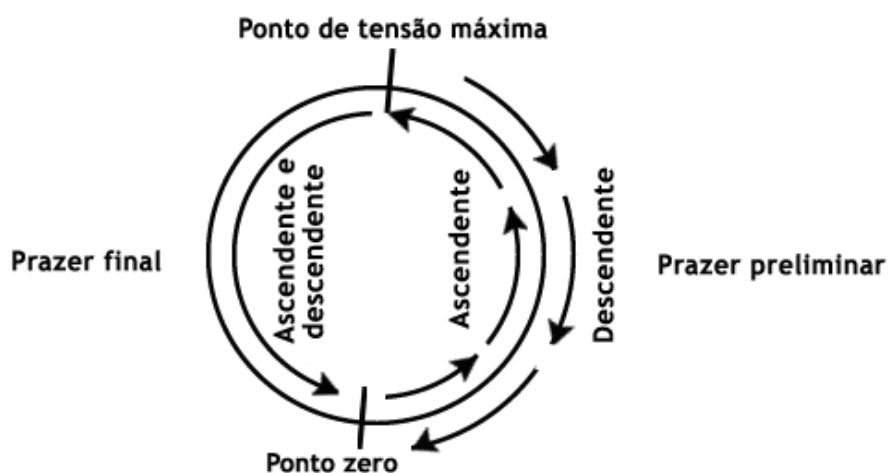 Ponto de tensão máxima
Prazer final
Ascendente e
descendente
Ascendente
Descendente
Prazer preliminar
Ponto zero